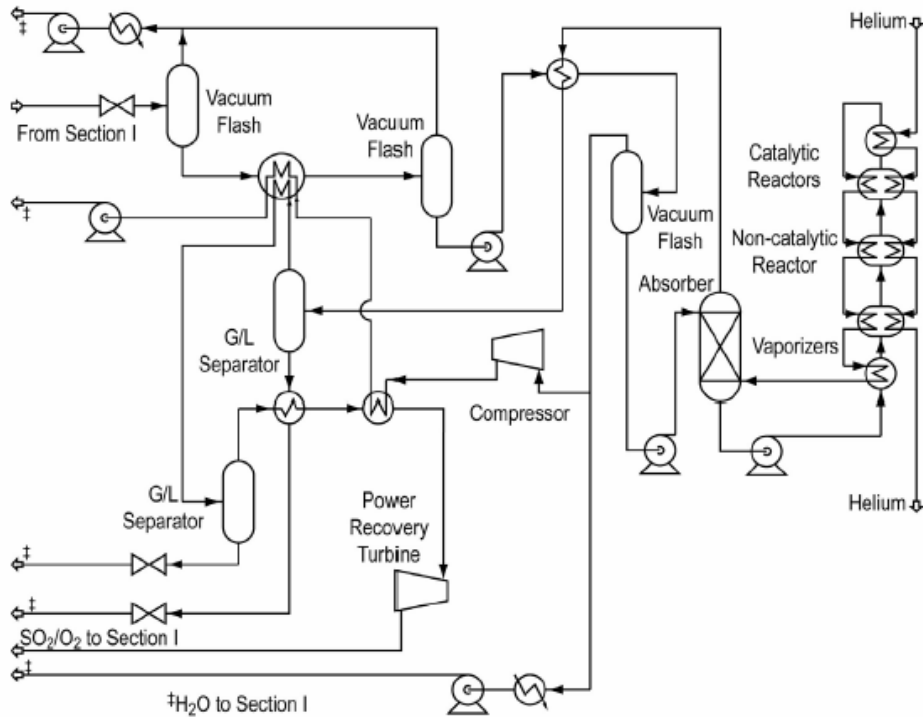 ‡
Helium
Vacuum
Flash
From Section I
Vacuum
Flash
Catalytic
Reactors
‡
Vacuum
Flash
Non-catalytic
Reactor
Absorber
G/L
Separator
Vaporizers
Compressor
G/L
Separator
Power
Recovery
Turbine
Helium
‡
‡
SO₂/O₂ to Section I
‡
‡H₂O to Section I